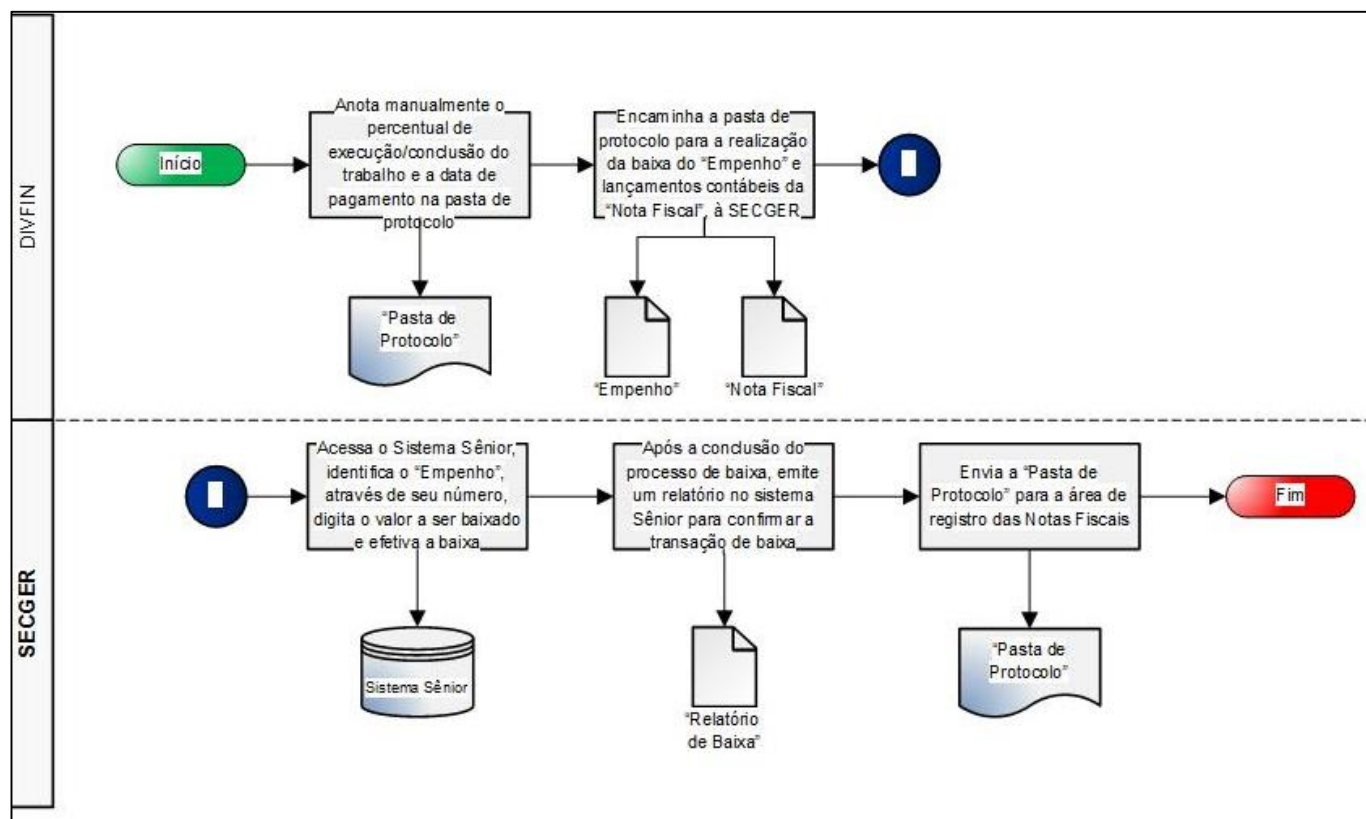 DIVFIN
Início
Anota manualmente o
percentual de
execução/conclusão do
trabalho e a data de
pagamento na pasta de
protocolo
Encaminha a pasta de
protocolo para a realização
da baixa do “Empenho” e
lançamentos contábeis da
“Nota Fiscal”, à SECGER
“Pasta de
Protocolo”
“Empenho”
“Nota Fiscal”
SECGER
Acessa o Sistema Sênior,
identifica o “Empenho”,
através de seu número,
digita o valor a ser baixado
e efetiva a baixa
Após a conclusão do
processo de baixa, emite
um relatório no sistema
Sênior para confirmar a
transação de baixa
Envia a “Pasta de
Protocolo” para a área de
registro das Notas Fiscais
Fim
Sistema Sênior
“Relatório
de Baixa”
“Pasta de
Protocolo”